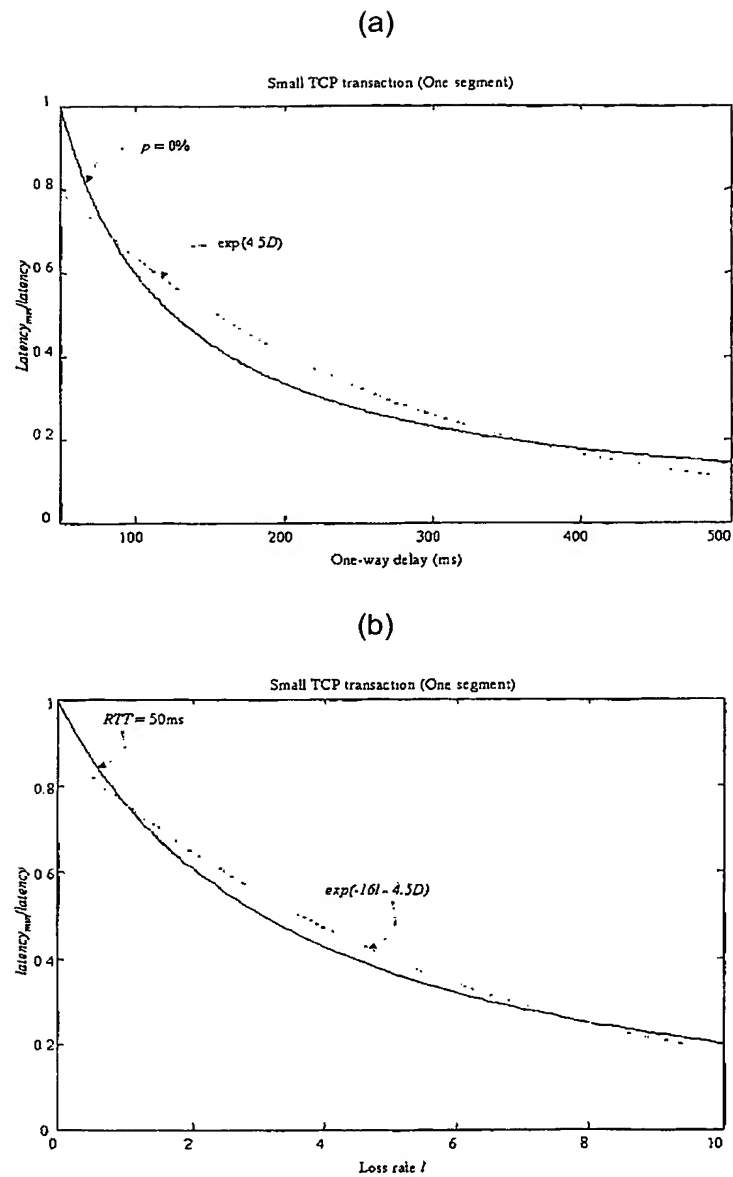 (a)
Small TCP transaction (One segment)
1
p = 0%
0 8
exp(4 5D)
0 6
Latency /latency
0 4
0 2
0
100 200 300 400 500
One-way delay (ms)
(b)
Small TCP transaction (One segment)
1
RTT = 50ms
0 8
0 6
exp(-16l - 4.5D)
latency /latency
0 4
0 2
0
0 2 4 6 8 10
Loss rate l